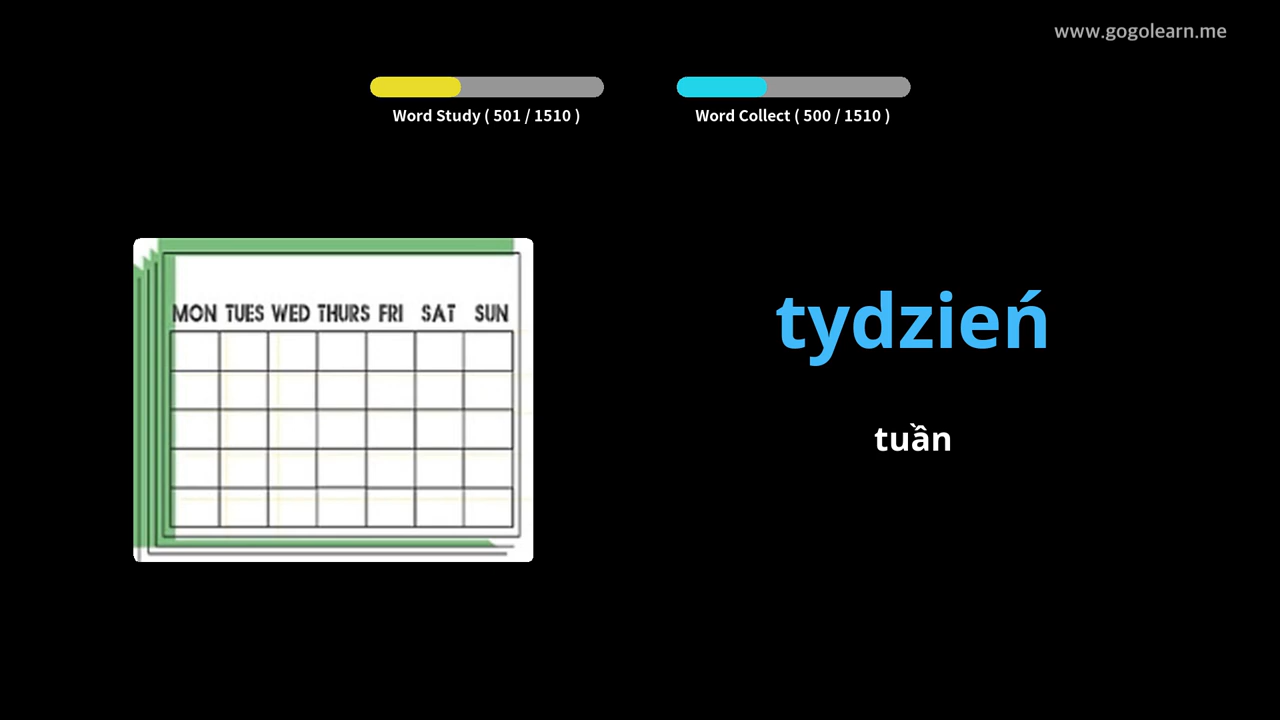 www.gogolearn.me
Word Study ( 501 / 1510 )
Word Collect ( 500 / 1510 )
MON TUES WED THURS FRI SAT SUN
tydzień
tuần